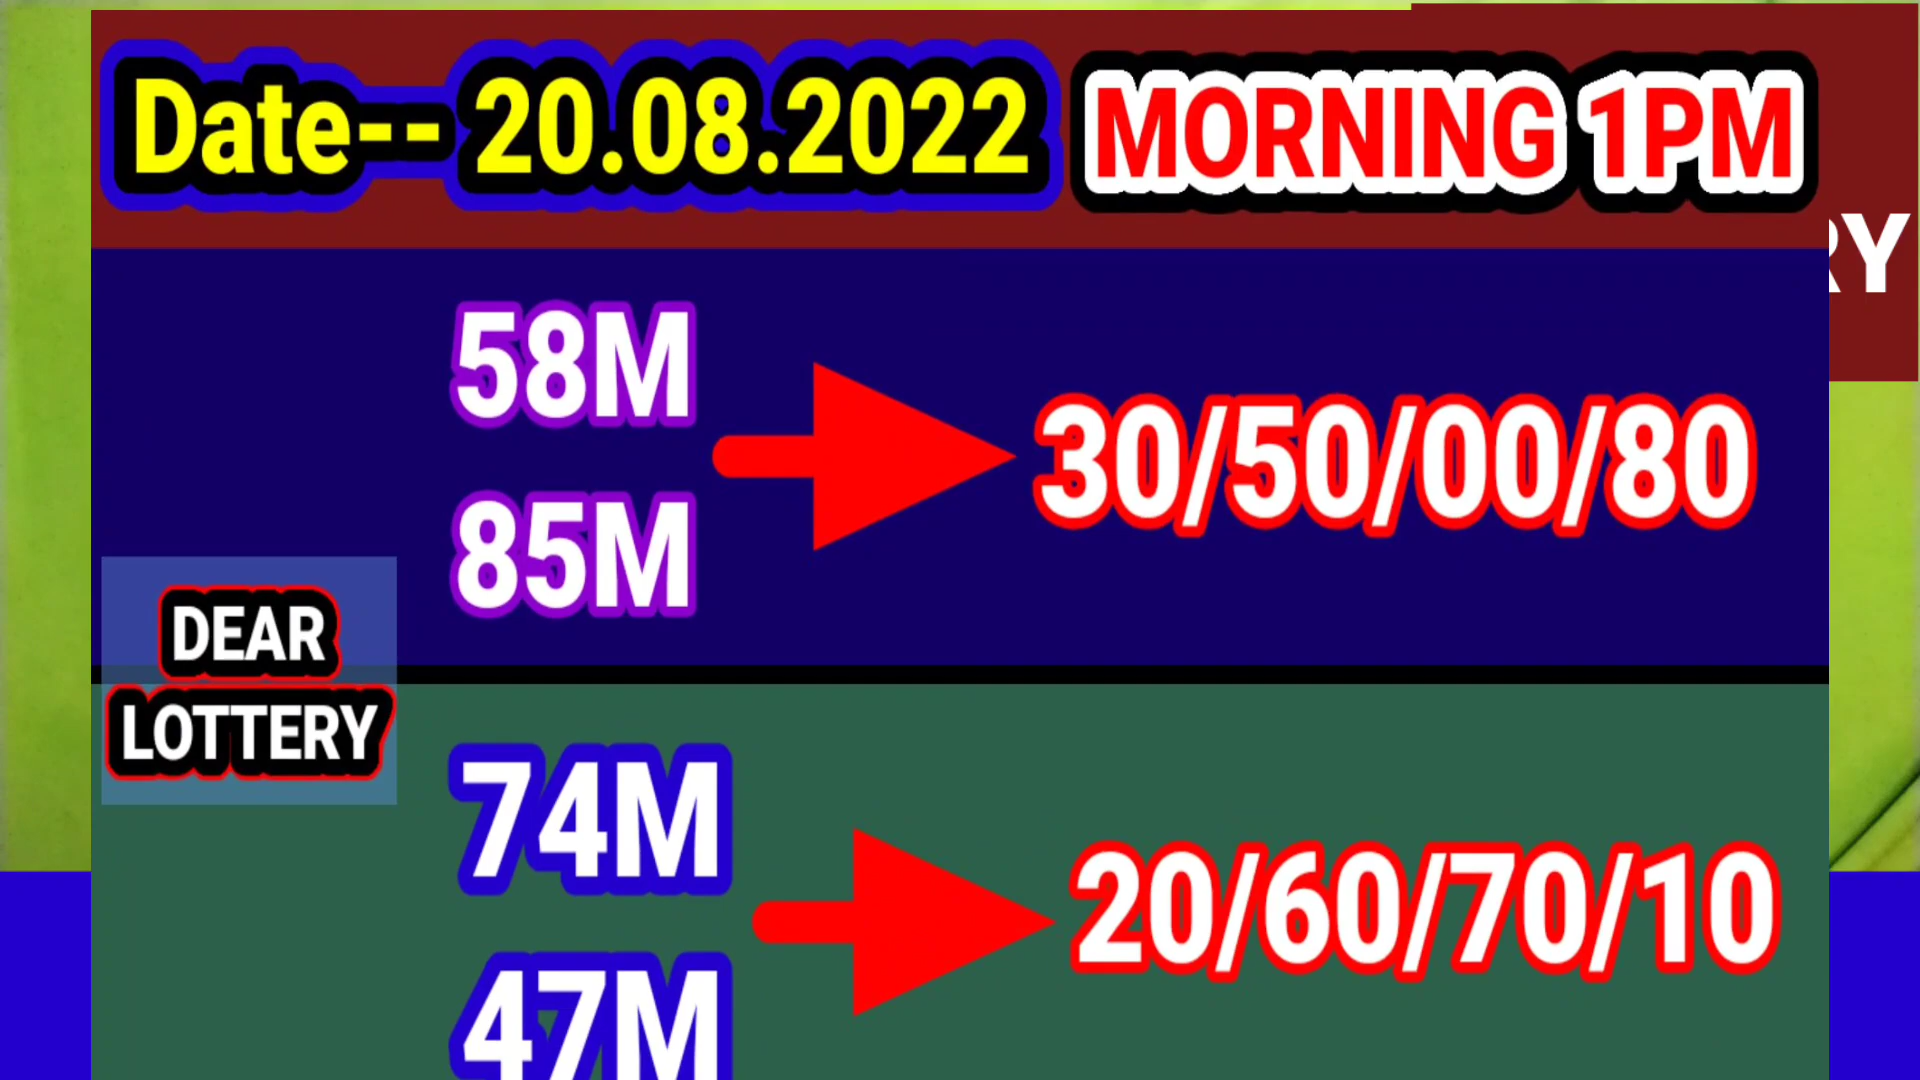 Date-- 20.08.2022 MORNING 1PM
RY
58M
30/50/00/80
85M
DEAR
LOTTERY
74M
20/60/70/10
47M